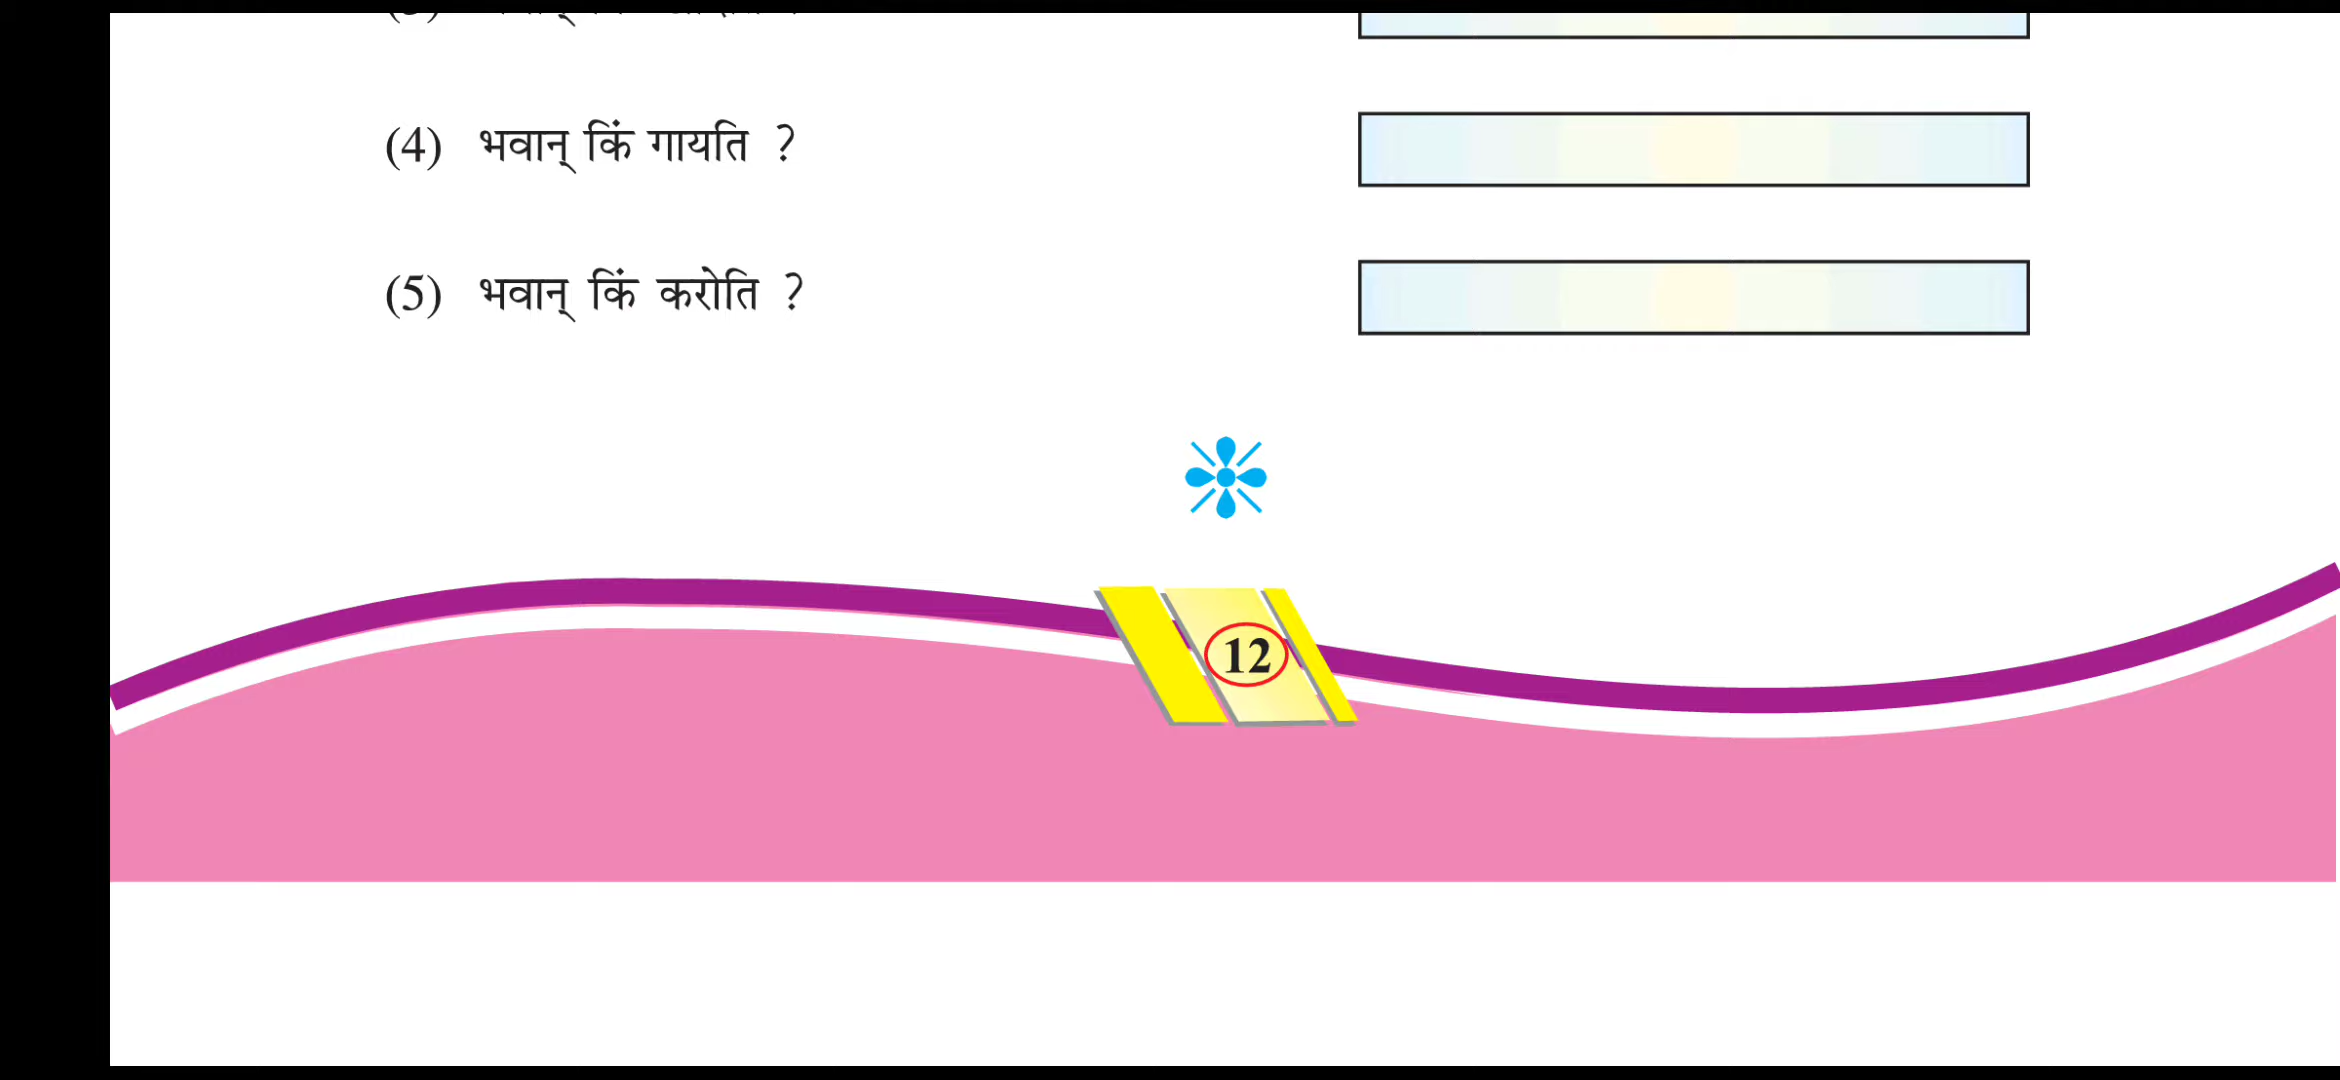 (4) भवान् किं गायति ?
(5) भवान् किं करोति ?
12